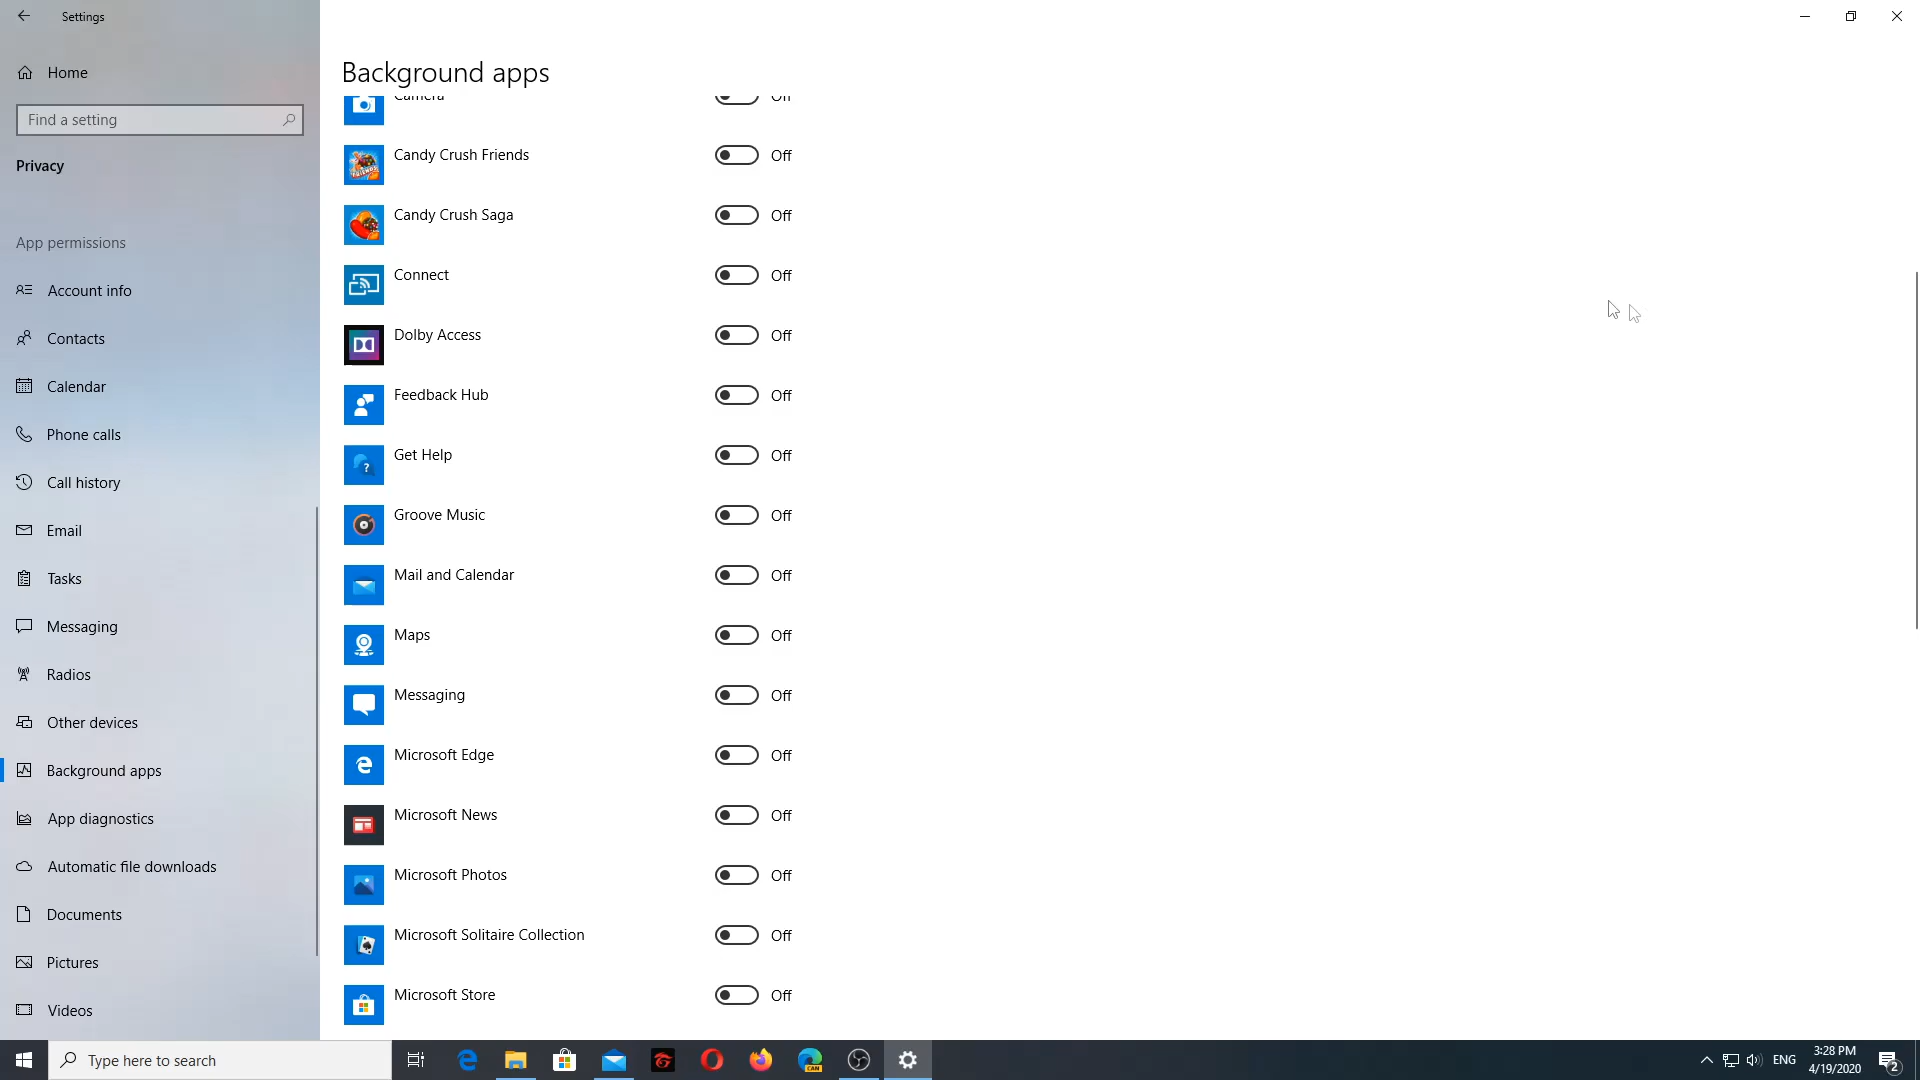 Settings
Home
Find a setting
Privacy
App permissions
Account info
Contacts
Calendar
Phone calls
Call history
Email
Tasks
Messaging
Radios
Other devices
Background apps
App diagnostics
Automatic file downloads
Documents
Pictures
Videos
Background apps
Camera Off
Candy Crush Friends Off
Candy Crush Saga Off
Connect Off
Dolby Access Off
Feedback Hub Off
Get Help Off
Groove Music Off
Mail and Calendar Off
Maps Off
Messaging Off
Microsoft Edge Off
Microsoft News Off
Microsoft Photos Off
Microsoft Solitaire Collection Off
Microsoft Store Off
Type here to search
CAN
ENG
3:28 PM
4/19/2020
2